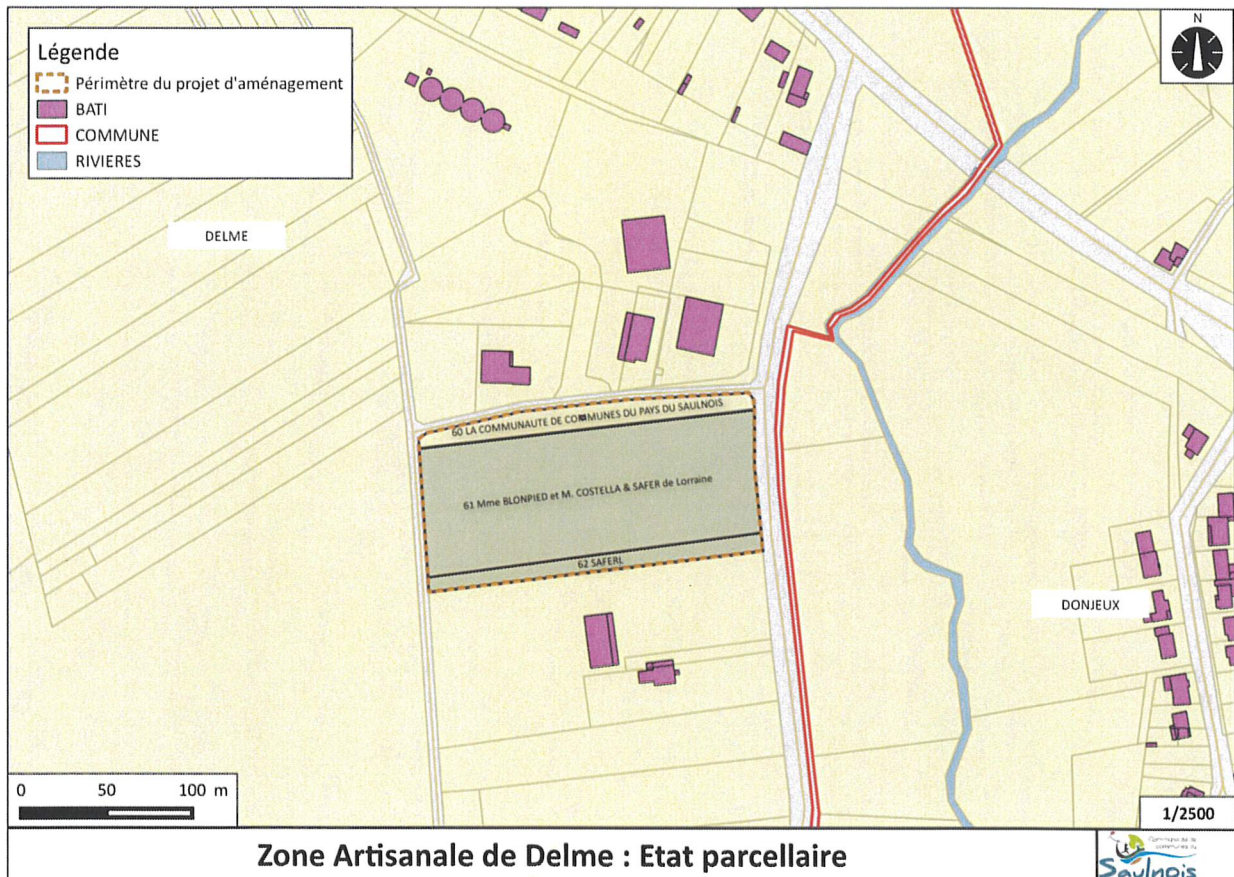 Légende
Périmètre du projet d'aménagement
BATI
COMMUNE
RIVIERES
N
DELME
60 LA COMMUNAUTE DE COMMUNES DU PAYS DU SAULNOIS
61 Mme BLONPIED et M. COSTELLA & SAFER de Lorraine
62 SAFERL
DONJEUX
0 50 100 m
1/2500
Zone Artisanale de Delme : Etat parcellaire
communes du
Saulnois